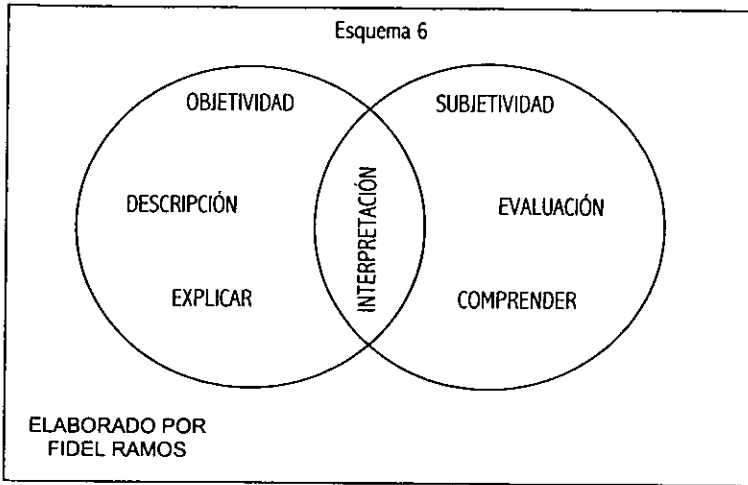 Esquema 6
OBJETIVIDAD
SUBJETIVIDAD
DESCRIPCIÓN
INTERPRETACIÓN
EVALUACIÓN
EXPLICAR
COMPRENDER
ELABORADO POR
FIDEL RAMOS